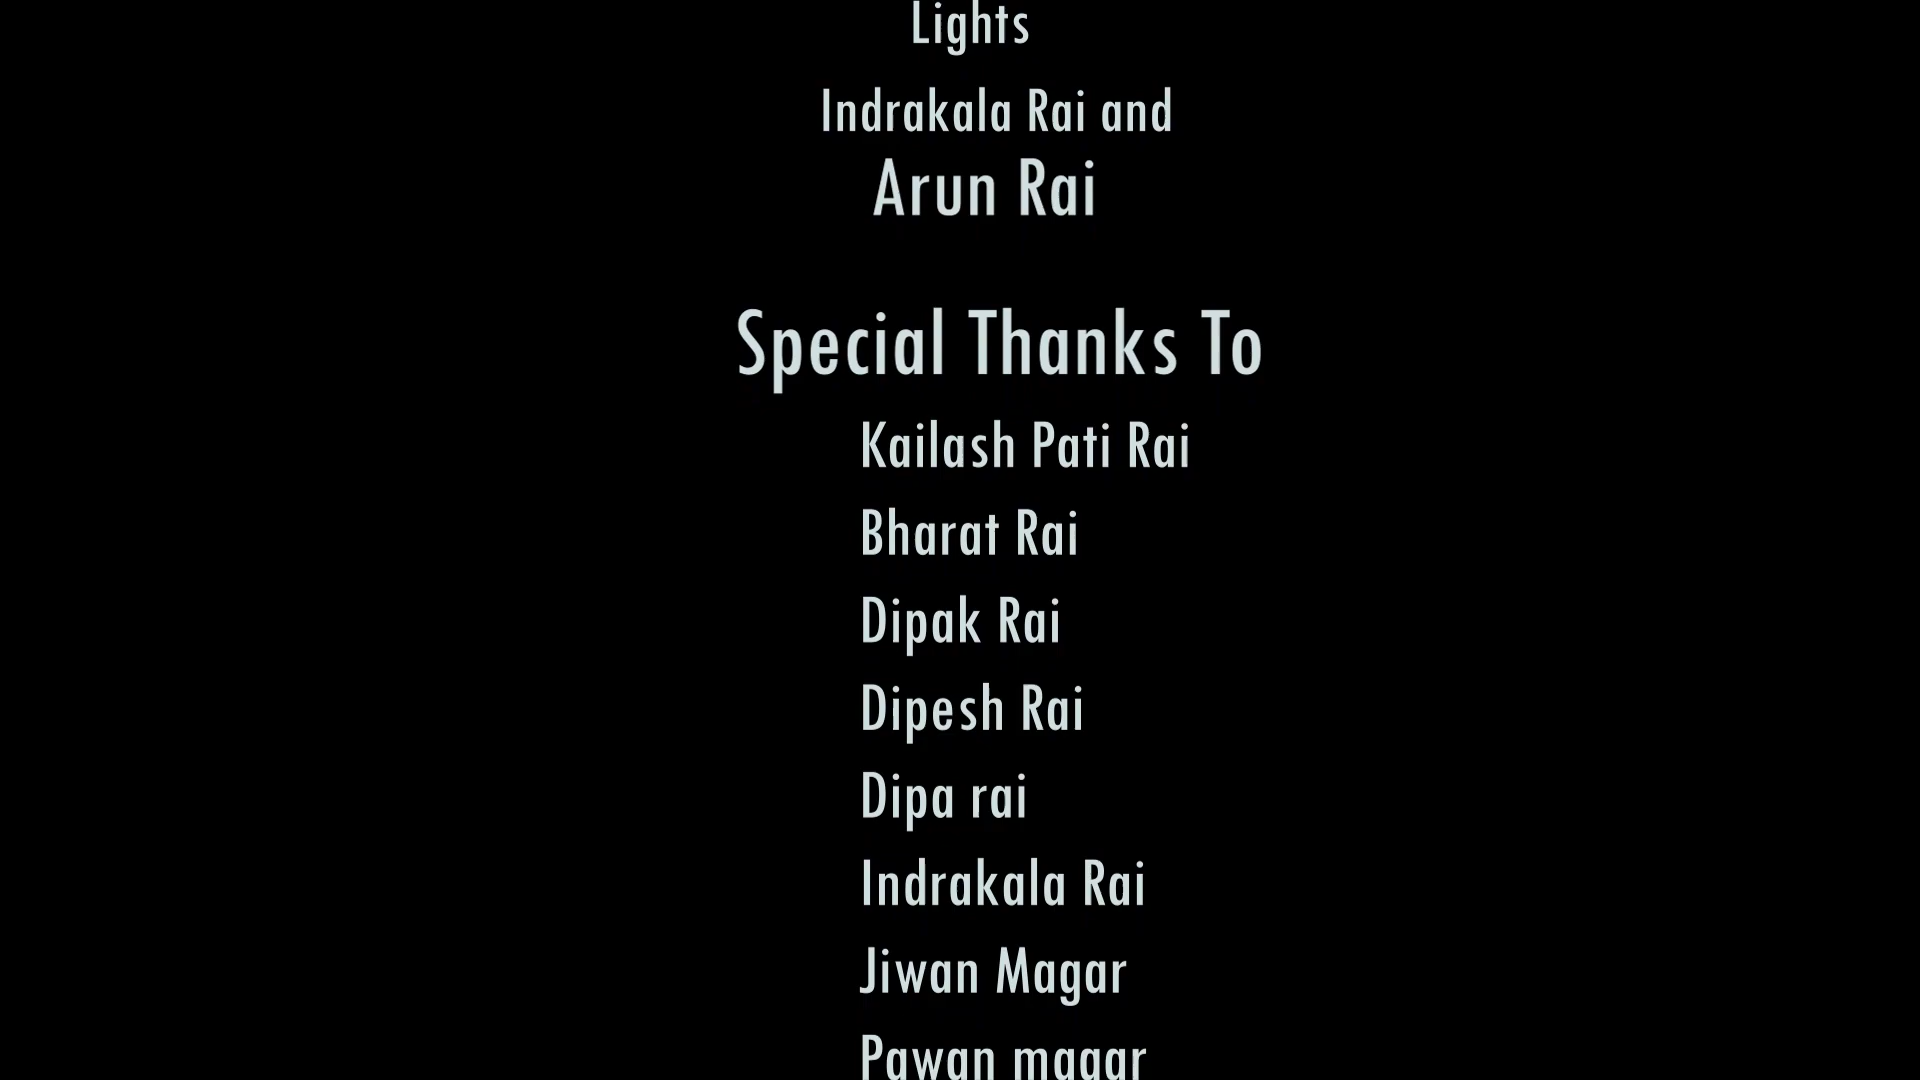 Lights
Indrakala Rai and
Arun Rai
Special Thanks To
Kailash Pati Rai
Bharat Rai
Dipak Rai
Dipesh Rai
Dipa rai
Indrakala Rai
Jiwan Magar
Pawan magar